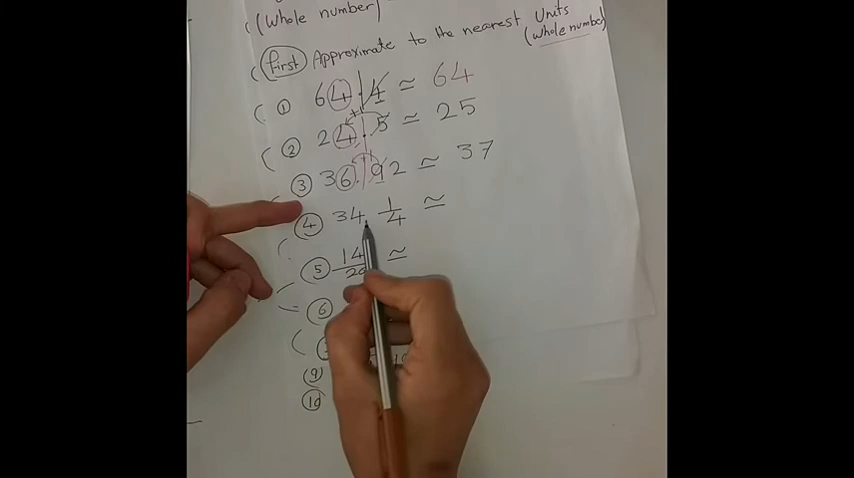 (Whole number)
First Approximate to the nearest Units
(whole number)
① 64.4 ≃ 64
② 24.5 ≃ 25
③ 36.92 ≃ 37
④ 34 1/4 ≃
⑤ 14/20 ≃
⑥
⑨
⑩